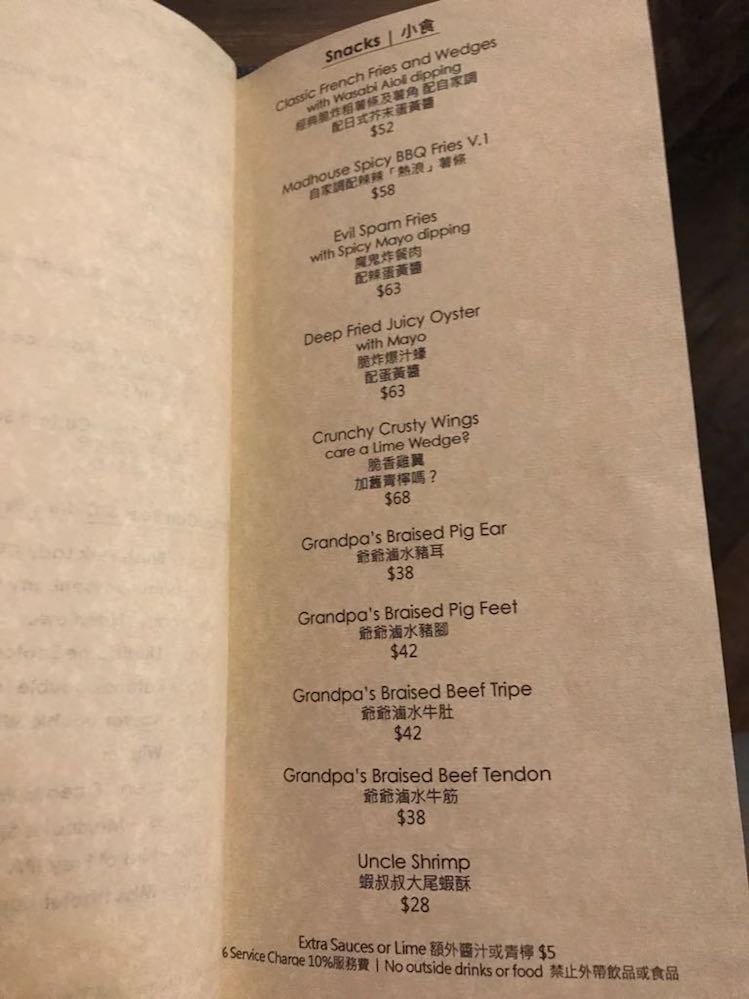 Snacks | 小食
Classic French Fries and Wedges
with Wasabi Aioli dipping
經典脆炸粗薯條及薯角 配自家調
配日式芥末蛋黃醬
$52
Madhouse Spicy BBQ Fries V.1
自家調配辣辣「熱浪」薯條
$58
Evil Spam Fries
with Spicy Mayo dipping
魔鬼炸餐肉
配辣蛋黃醬
$63
Deep Fried Juicy Oyster
with Mayo
脆炸爆汁蠔
配蛋黃醬
$63
Crunchy Crusty Wings
care a Lime Wedge?
脆香雞翼
加舊青檸嗎？
$68
Grandpa's Braised Pig Ear
爺爺滷水豬耳
$38
Grandpa's Braised Pig Feet
爺爺滷水豬腳
$42
Grandpa's Braised Beef Tripe
爺爺滷水牛肚
$42
Grandpa's Braised Beef Tendon
爺爺滷水牛筋
$38
Uncle Shrimp
蝦叔叔大尾蝦酥
$28
Extra Sauces or Lime 額外醬汁或青檸 $5
Service Charge 10%服務費 | No outside drinks or food 禁止外帶飲品或食品